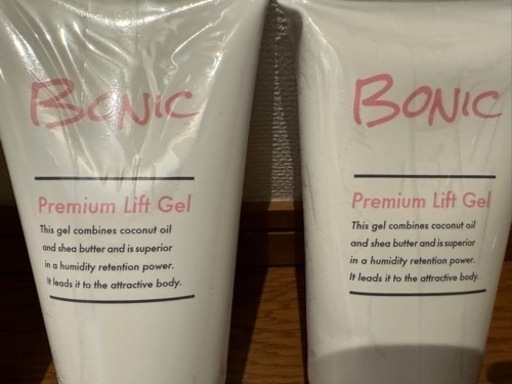 BONIC
Premium Lift Gel
This gel combines coconut oil
and shea butter and is superior
in a humidity retention power.
It leads it to the attractive body.
BONIC
Premium Lift Gel
This gel combines coconut oil
and shea butter and is superior
in a humidity retention power.
It leads it to the attractive body.